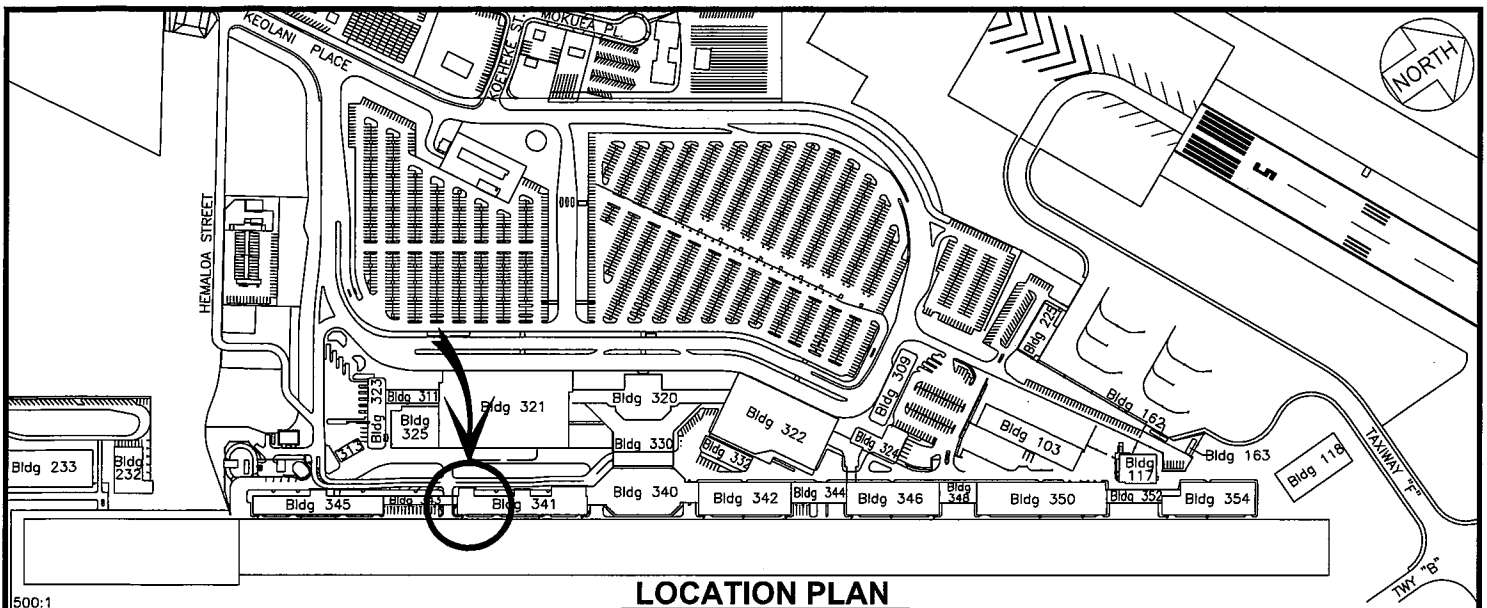 KEOLANI PLACE
KOEHEKE ST.
MOKUEA PL.
NORTH
5
HEMALOA STREET
Bldg 223
Bldg 309
Bldg 323
Bldg 311
Bldg 321
Bldg 320
Bldg 162
Bldg 325
Bldg 322
Bldg 103
313
Bldg 330
Bldg 332
Bldg 324
Bldg 163
TAXIWAY "F"
Bldg 233
Bldg 232
Bldg 117
Bldg 118
Bldg 345
Bldg 341
Bldg 340
Bldg 342
Bldg 344
Bldg 346
Bldg 348
Bldg 350
Bldg 352
Bldg 354
TWY "B"
500:1
LOCATION PLAN